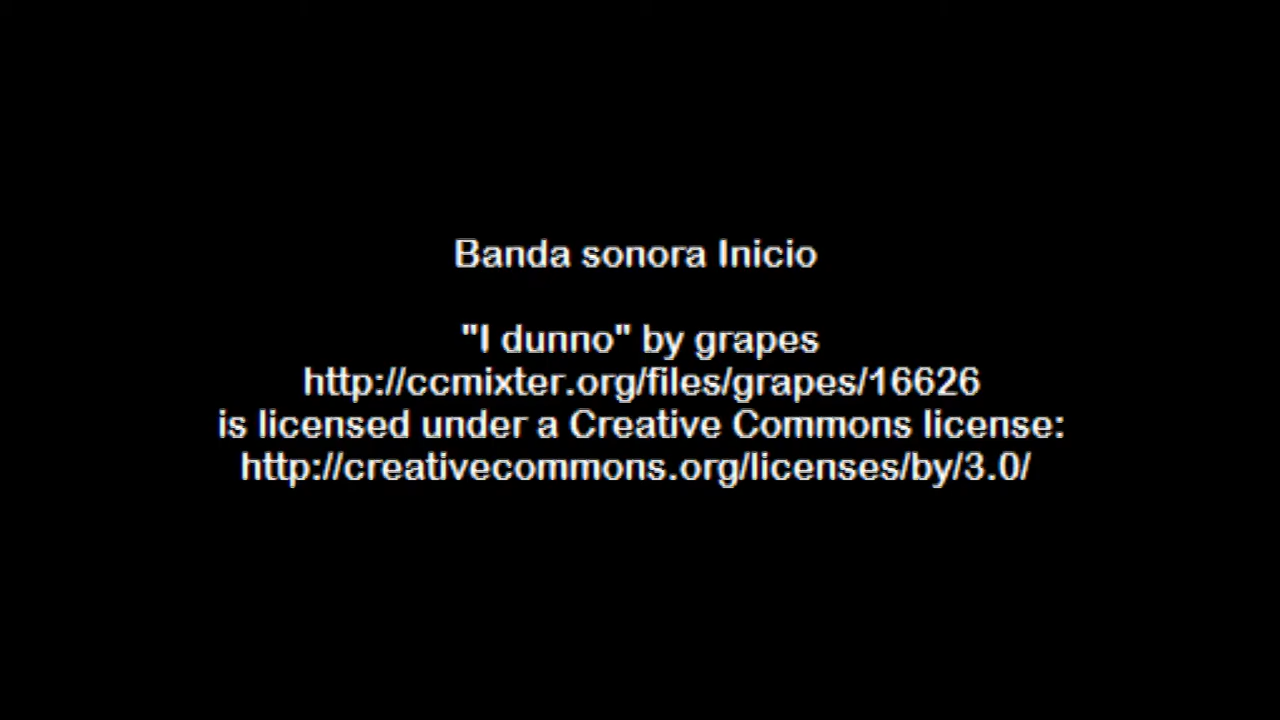 Banda sonora Inicio
"I dunno" by grapes
http://ccmixter.org/files/grapes/16626
is licensed under a Creative Commons license:
http://creativecommons.org/licenses/by/3.0/